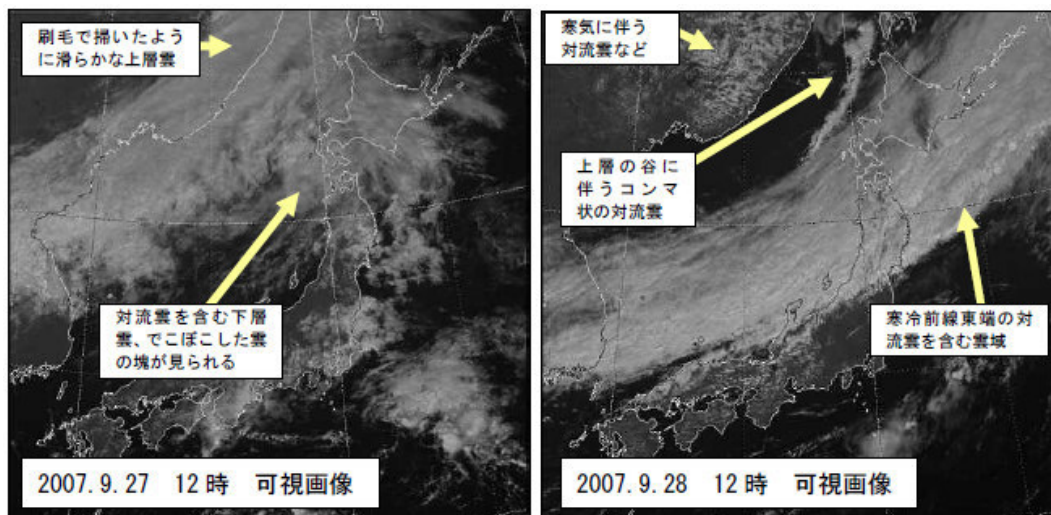 刷毛で掃いたよう
に滑らかな上層雲
対流雲を含む下層
雲、でこぼこした雲
の塊が見られる
2007.9.27 12時 可視画像
寒気に伴う
対流雲など
上層の谷に
伴うコンマ
状の対流雲
寒冷前線東端の対
流雲を含む雲域
2007.9.28 12時 可視画像